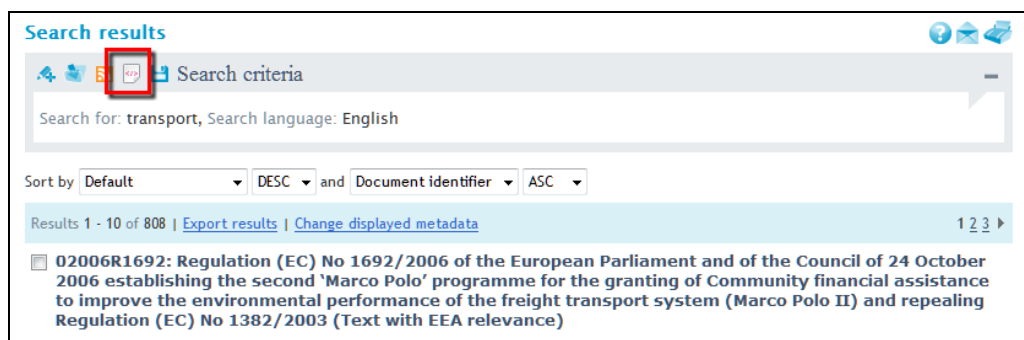 Search results
Search criteria
Search for: transport, Search language: English
Sort by Default DESC and Document identifier ASC
Results 1 - 10 of 808 | Export results | Change displayed metadata 1 2 3
02006R1692: Regulation (EC) No 1692/2006 of the European Parliament and of the Council of 24 October
2006 establishing the second ‘Marco Polo’ programme for the granting of Community financial assistance
to improve the environmental performance of the freight transport system (Marco Polo II) and repealing
Regulation (EC) No 1382/2003 (Text with EEA relevance)